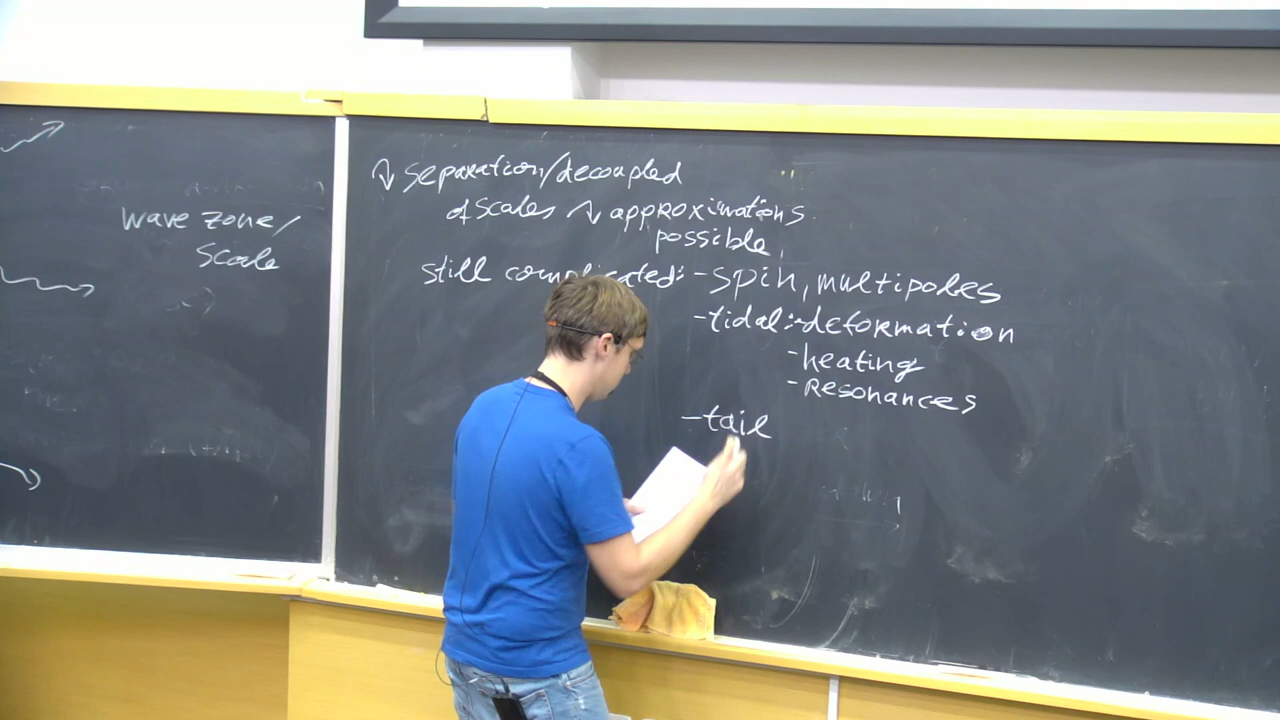 wave zone/
scale
↷ separation/decoupled
of scales ↷ approximations
possible
still complicated: - spin, multipoles
- tidal: - deformation
- heating
- resonances
- tail